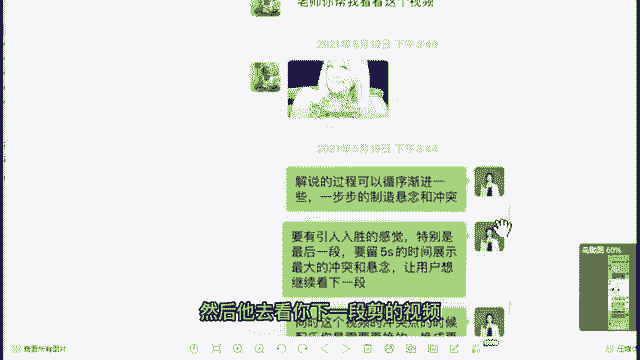 老师你帮我看看这个视频
2021年6月19日 下午3:40
2021年6月19日 下午3:44
解说的过程可以循序渐进一
些，一步步的制造悬念和冲突
要有引人入胜的感觉，特别是
最后一段，要留5s的时间展示
最大的冲突和悬念，让用户想
继续看下一段
然后他去看你下一段剪的视频
同时这个视频的冲突点的时候
鸟瞰图 60%
查看所有图片